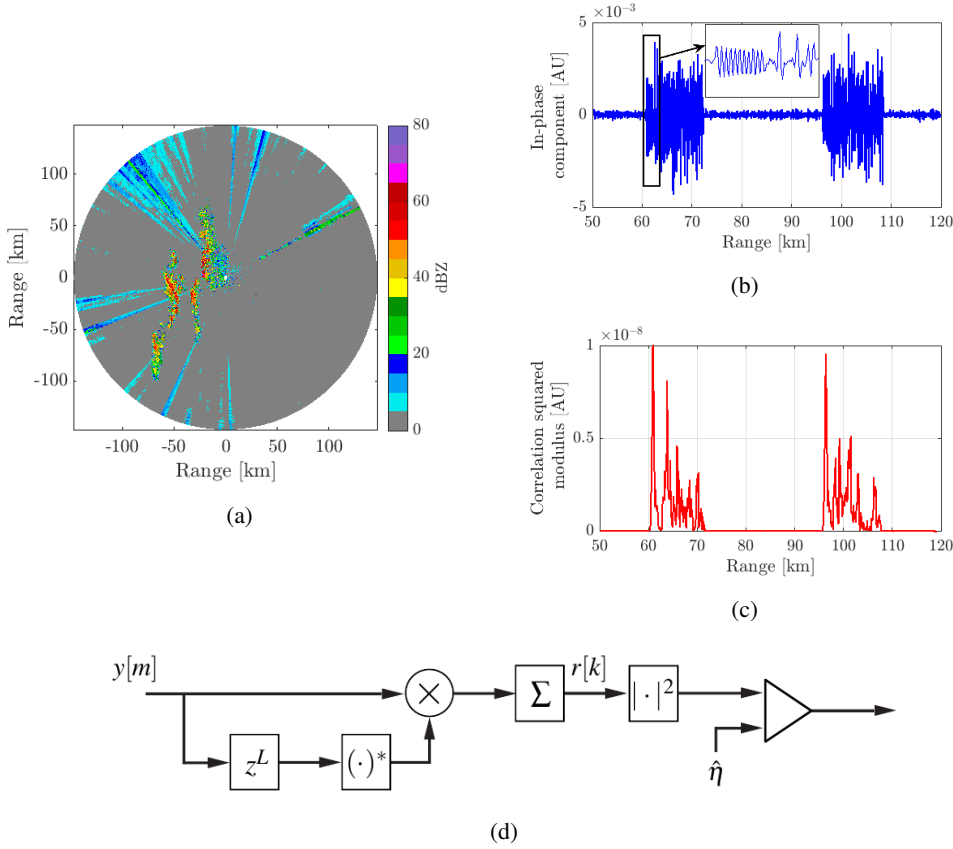 80
60
40
20
0
dBZ
100
50
0
-50
-100
Range [km]
-100
-50
0
50
100
Range [km]
(a)
×10⁻³
5
0
-5
In-phase
component [AU]
50
60
70
80
90
100
110
120
Range [km]
(b)
×10⁻⁸
1
0.5
0
Correlation squared
modulus [AU]
50
60
70
80
90
100
110
120
Range [km]
(c)
y[m]
×
Σ
r[k]
|·|²
z^L
(·)*
η̂
(d)